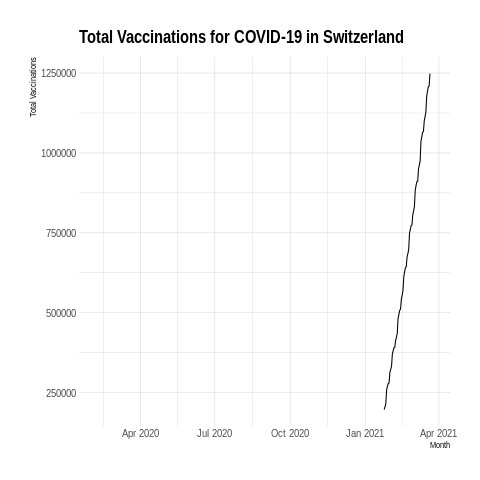 Total Vaccinations for COVID-19 in Switzerland
Total Vaccinations
1250000
1000000
750000
500000
250000
Apr 2020 Jul 2020 Oct 2020 Jan 2021 Apr 2021
Month